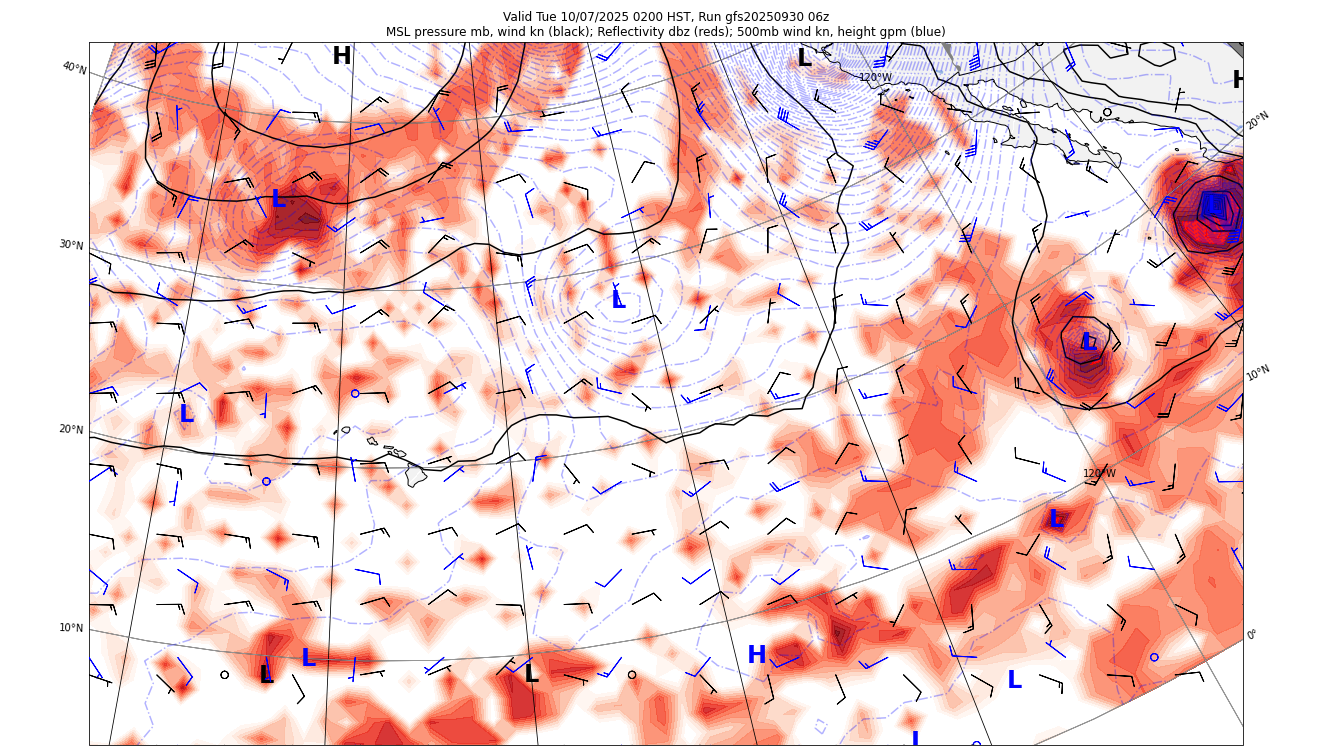 Valid Tue 10/07/2025 0200 HST, Run gfs20250930 06z
MSL pressure mb, wind kn (black); Reflectivity dbz (reds); 500mb wind kn, height gpm (blue)
H
L
40°N
120°W
H
20°N
L
30°N
L
L
10°N
L
20°N
120°W
L
10°N
0°
L
L
L
H
L
L
L